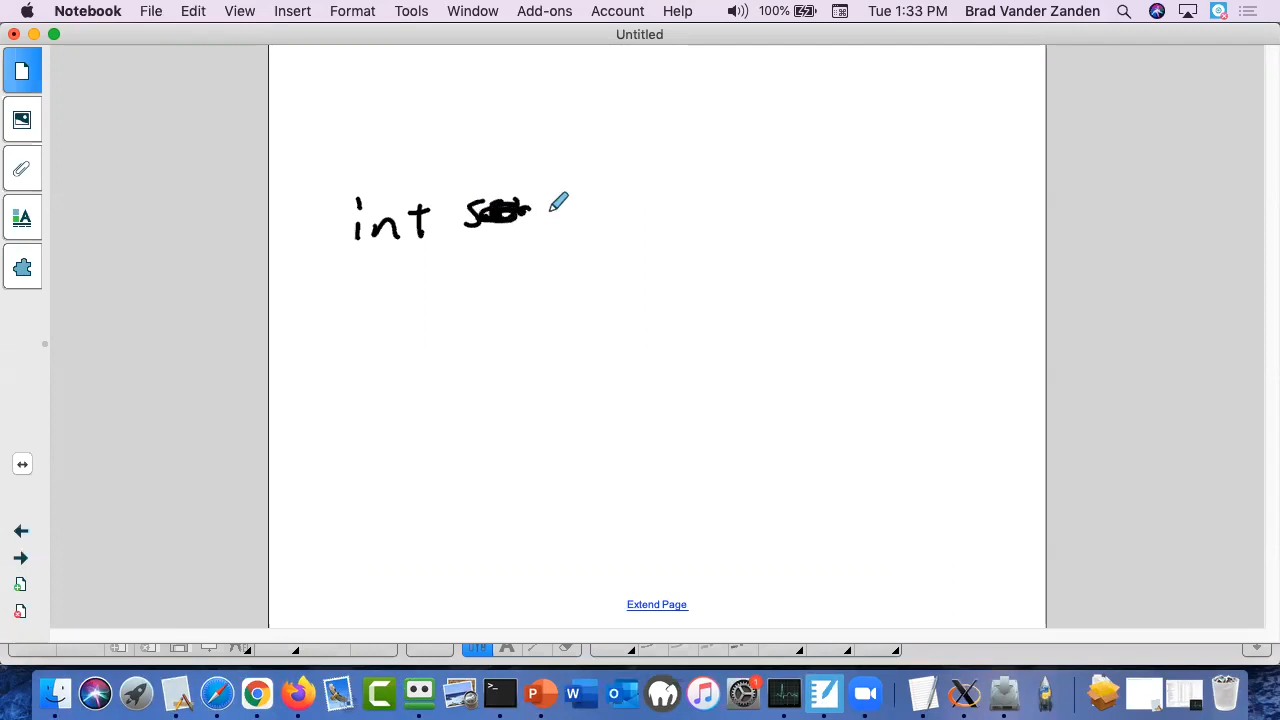 Notebook File Edit View Insert Format Tools Window Add-ons Account Help 100% Tue 1:33 PM Brad Vander Zanden
Untitled
int s
Extend Page